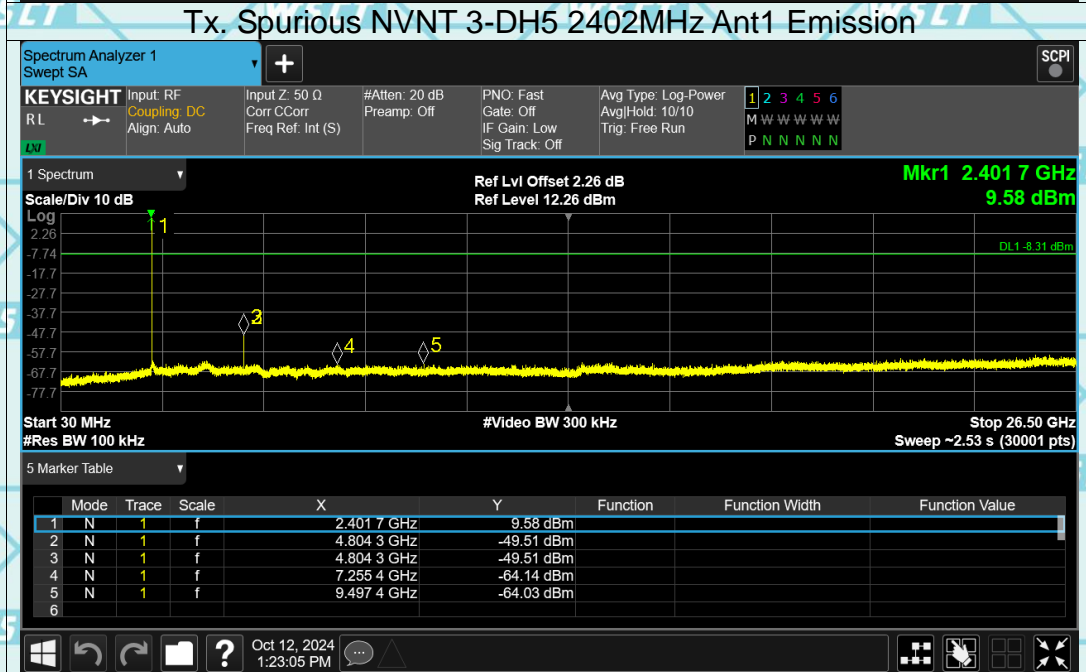 Tx. Spurious NVNT 3-DH5 2402MHz Ant1 Emission
Spectrum Analyzer 1
Swept SA
+
SCPI
KEYSIGHT
R L
LXI
Input: RF
Coupling: DC
Align: Auto
Input Z: 50 Ω
Corr CCorr
Freq Ref: Int (S)
#Atten: 20 dB
Preamp: Off
PNO: Fast
Gate: Off
IF Gain: Low
Sig Track: Off
Avg Type: Log-Power
Avg|Hold: 10/10
Trig: Free Run
1 2 3 4 5 6
M W W W W W
P N N N N N
1 Spectrum
Scale/Div 10 dB
Ref Lvl Offset 2.26 dB
Ref Level 12.26 dBm
Mkr1 2.401 7 GHz
9.58 dBm
Log
2.26
-7.74
-17.7
-27.7
-37.7
-47.7
-57.7
-67.7
-77.7
1
3
4
5
DL1 -8.31 dBm
Start 30 MHz
#Video BW 300 kHz
Stop 26.50 GHz
#Res BW 100 kHz
Sweep ~2.53 s (30001 pts)
5 Marker Table
Mode Trace Scale X Y Function Function Width Function Value
1 N 1 f 2.401 7 GHz 9.58 dBm
2 N 1 f 4.804 3 GHz -49.51 dBm
3 N 1 f 4.804 3 GHz -49.51 dBm
4 N 1 f 7.255 4 GHz -64.14 dBm
5 N 1 f 9.497 4 GHz -64.03 dBm
6
?
Oct 12, 2024
1:23:05 PM